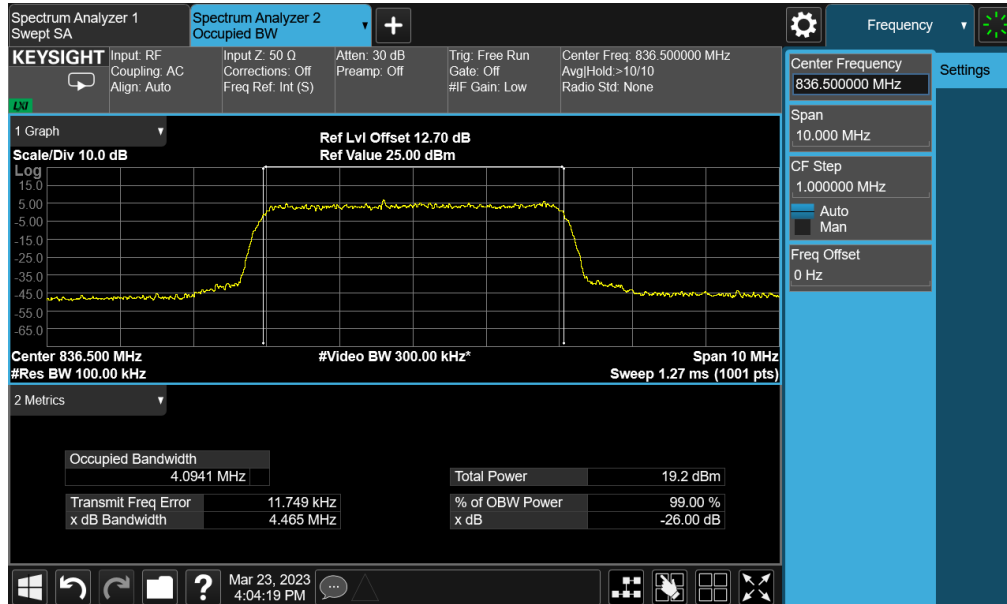 Spectrum Analyzer 1
Swept SA
Spectrum Analyzer 2
Occupied BW
+
Frequency
KEYSIGHT
LXI
Input: RF
Coupling: AC
Align: Auto
Input Z: 50 Ω
Corrections: Off
Freq Ref: Int (S)
Atten: 30 dB
Preamp: Off
Trig: Free Run
Gate: Off
#IF Gain: Low
Center Freq: 836.500000 MHz
Avg|Hold:>10/10
Radio Std: None
1 Graph
Scale/Div 10.0 dB
Ref Lvl Offset 12.70 dB
Ref Value 25.00 dBm
Log
15.0
5.00
-5.00
-15.0
-25.0
-35.0
-45.0
-55.0
-65.0
Center 836.500 MHz
#Res BW 100.00 kHz
#Video BW 300.00 kHz*
Span 10 MHz
Sweep 1.27 ms (1001 pts)
2 Metrics
Occupied Bandwidth
4.0941 MHz
Transmit Freq Error 11.749 kHz
x dB Bandwidth 4.465 MHz
Total Power 19.2 dBm
% of OBW Power 99.00 %
x dB -26.00 dB
Center Frequency
836.500000 MHz
Settings
Span
10.000 MHz
CF Step
1.000000 MHz
Auto
Man
Freq Offset
0 Hz
?
Mar 23, 2023
4:04:19 PM